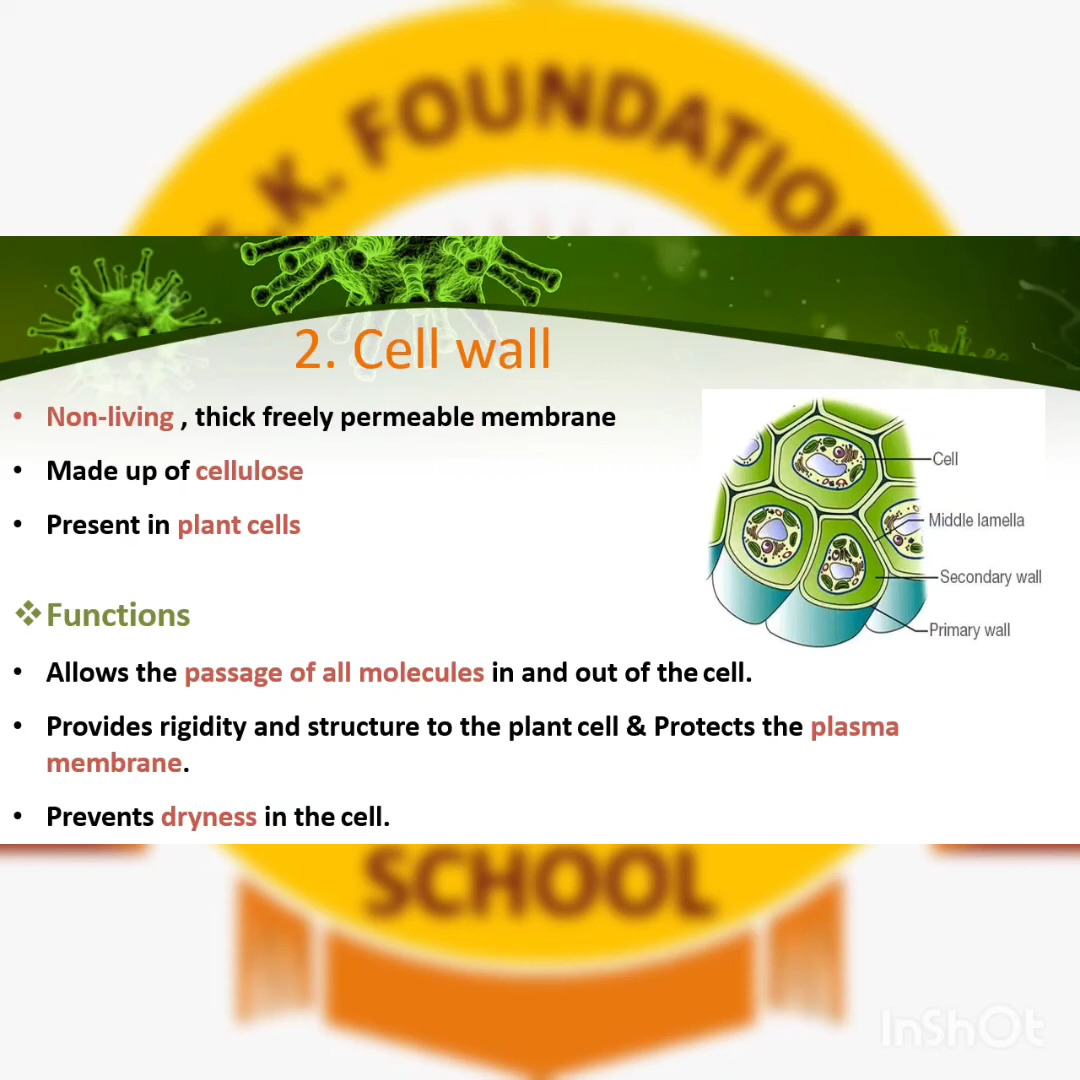 .K. FOUNDATION
2. Cell wall
• Non-living , thick freely permeable membrane
• Made up of cellulose
• Present in plant cells
Cell
Middle lamella
Secondary wall
Primary wall
❖Functions
• Allows the passage of all molecules in and out of the cell.
• Provides rigidity and structure to the plant cell & Protects the plasma
membrane.
• Prevents dryness in the cell.
SCHOOL
InShOt